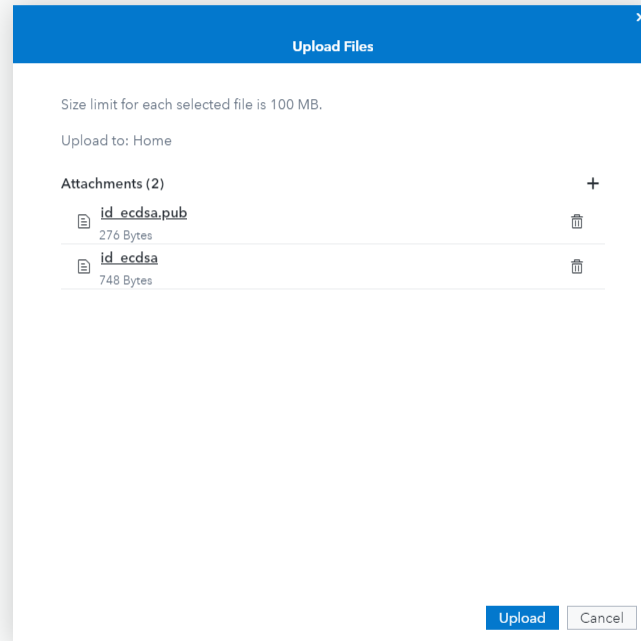 Upload Files
Size limit for each selected file is 100 MB.
Upload to: Home
Attachments (2)
id_ecdsa.pub
276 Bytes
id_ecdsa
748 Bytes
Upload
Cancel